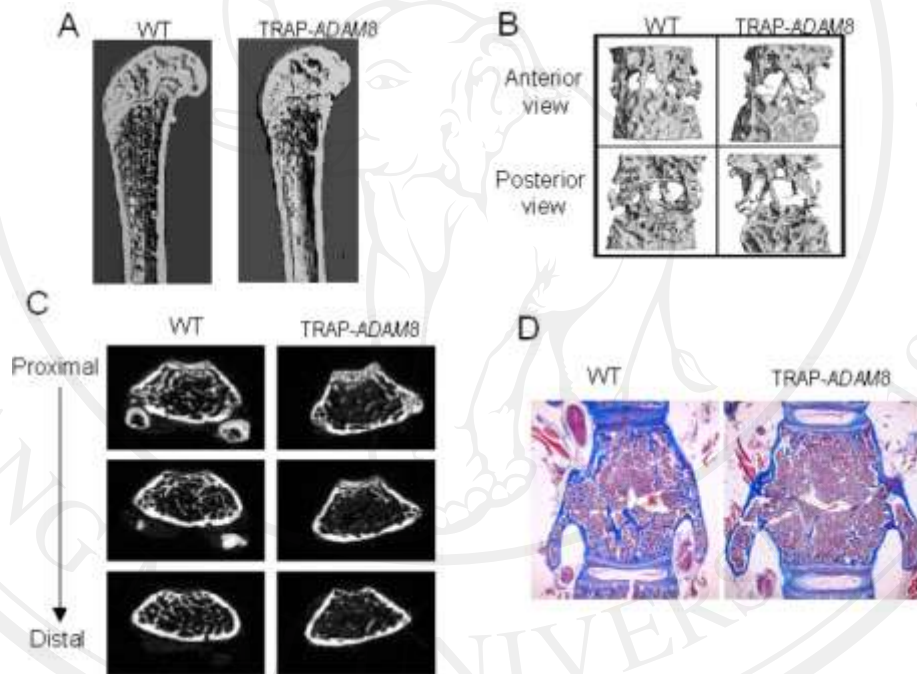 A
WT
TRAP-ADAM8
B
WT
TRAP-ADAM8
Anterior
view
Posterior
view
C
WT
TRAP-ADAM8
Proximal
Distal
D
WT
TRAP-ADAM8